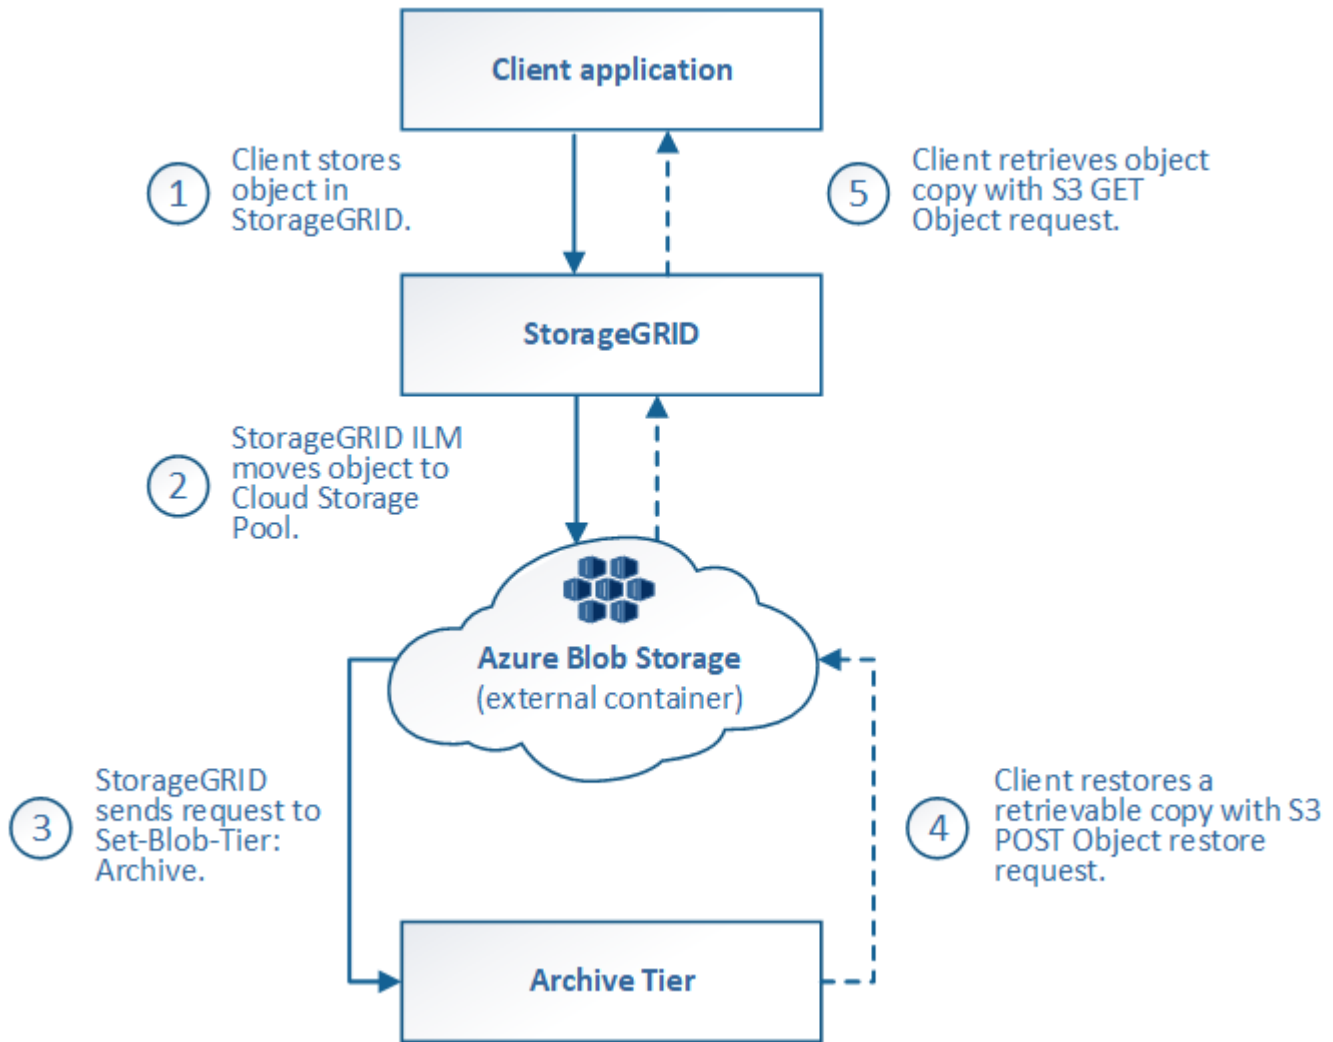 Client application
1
Client stores
object in
StorageGRID.
5
Client retrieves object
copy with S3 GET
Object request.
StorageGRID
2
StorageGRID ILM
moves object to
Cloud Storage
Pool.
Azure Blob Storage
(external container)
3
StorageGRID
sends request to
Set-Blob-Tier:
Archive.
4
Client restores a
retrievable copy with S3
POST Object restore
request.
Archive Tier